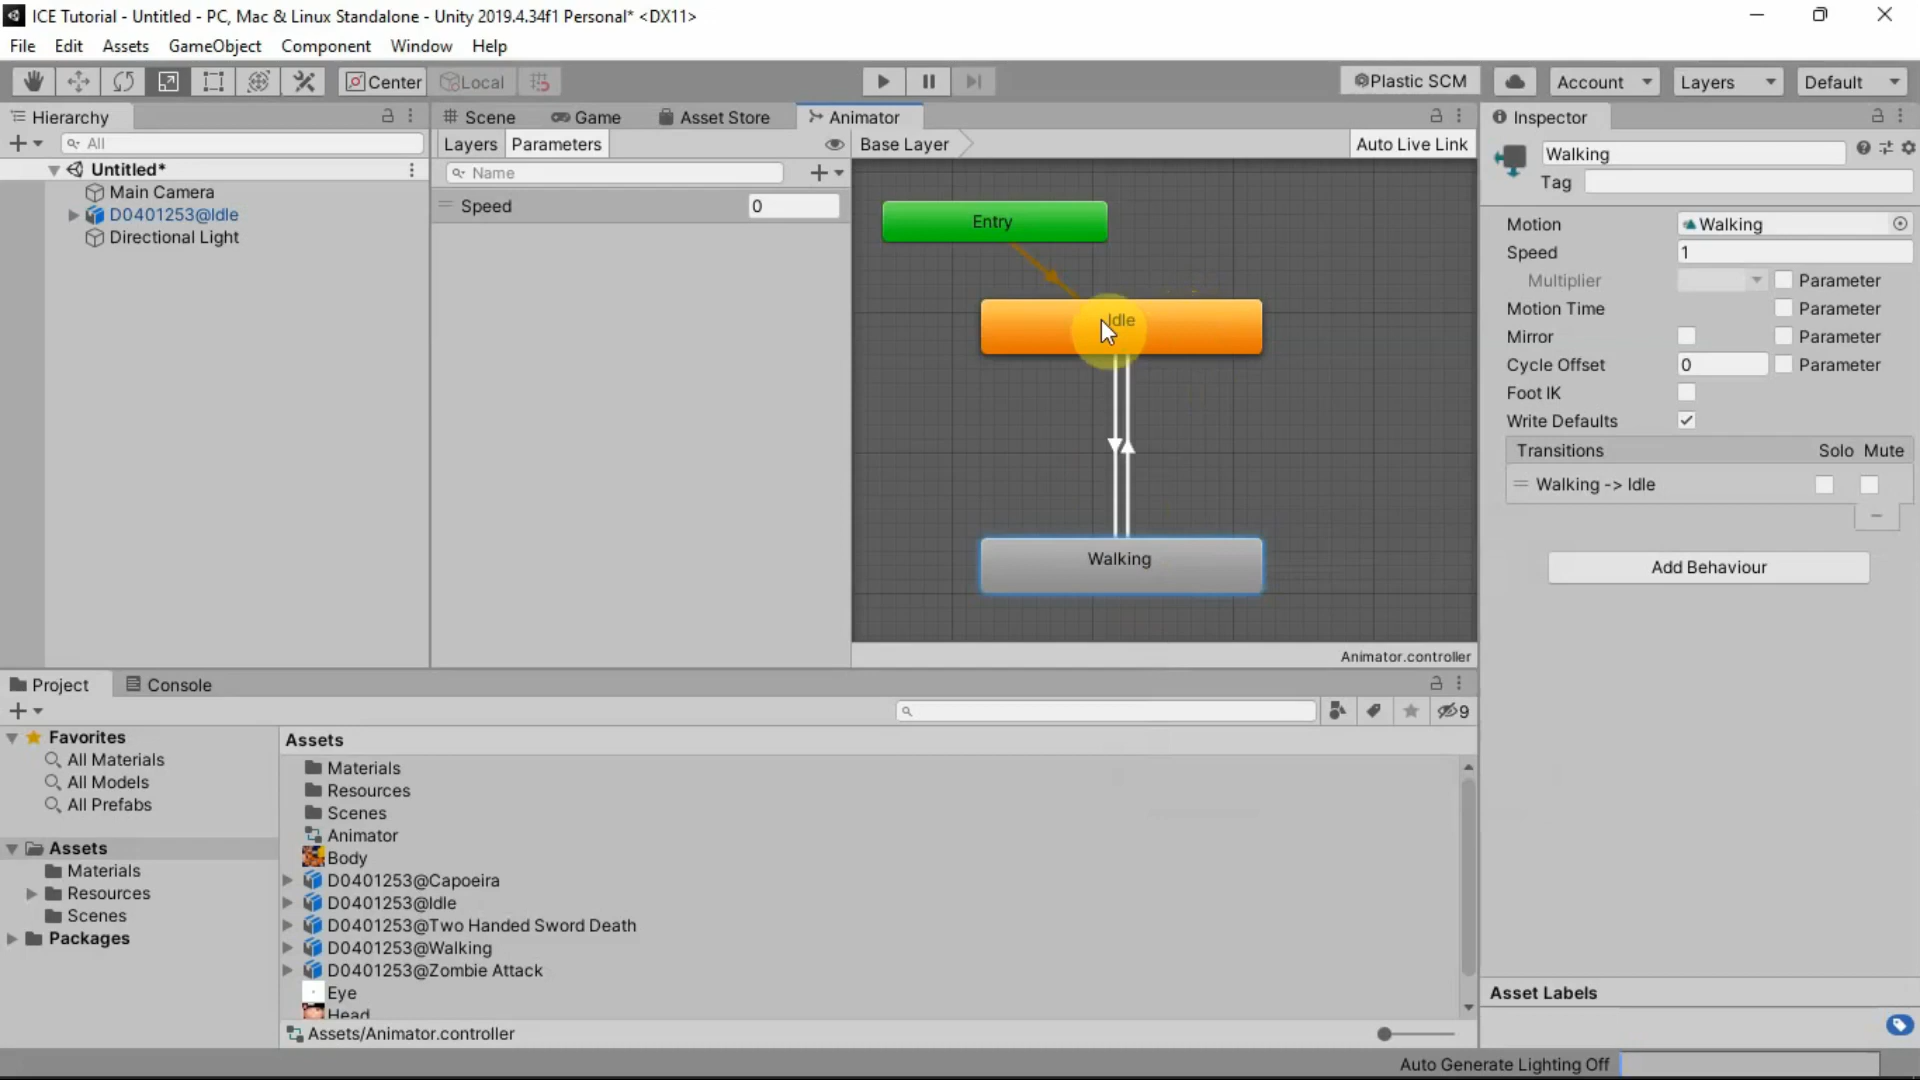 ICE Tutorial - Untitled - PC, Mac & Linux Standalone - Unity 2019.4.34f1 Personal* <DX11>
File Edit Assets GameObject Component Window Help
Center Local Plastic SCM Account Layers Default
Hierarchy
All
Untitled*
Main Camera
D0401253@Idle
Directional Light
Scene Game Asset Store Animator
Layers Parameters Base Layer Auto Live Link
Name
Speed 0
Entry
Idle
Walking
Animator.controller
Inspector
Walking
Tag
Motion Walking
Speed 1
Multiplier Parameter
Motion Time Parameter
Mirror Parameter
Cycle Offset 0 Parameter
Foot IK
Write Defaults
Transitions Solo Mute
Walking -> Idle
Add Behaviour
Project Console
9
Favorites
All Materials
All Models
All Prefabs
Assets
Materials
Resources
Scenes
Packages
Assets
Materials
Resources
Scenes
Animator
Body
D0401253@Capoeira
D0401253@Idle
D0401253@Two Handed Sword Death
D0401253@Walking
D0401253@Zombie Attack
Eye
Head
Assets/Animator.controller
Asset Labels
Auto Generate Lighting Off